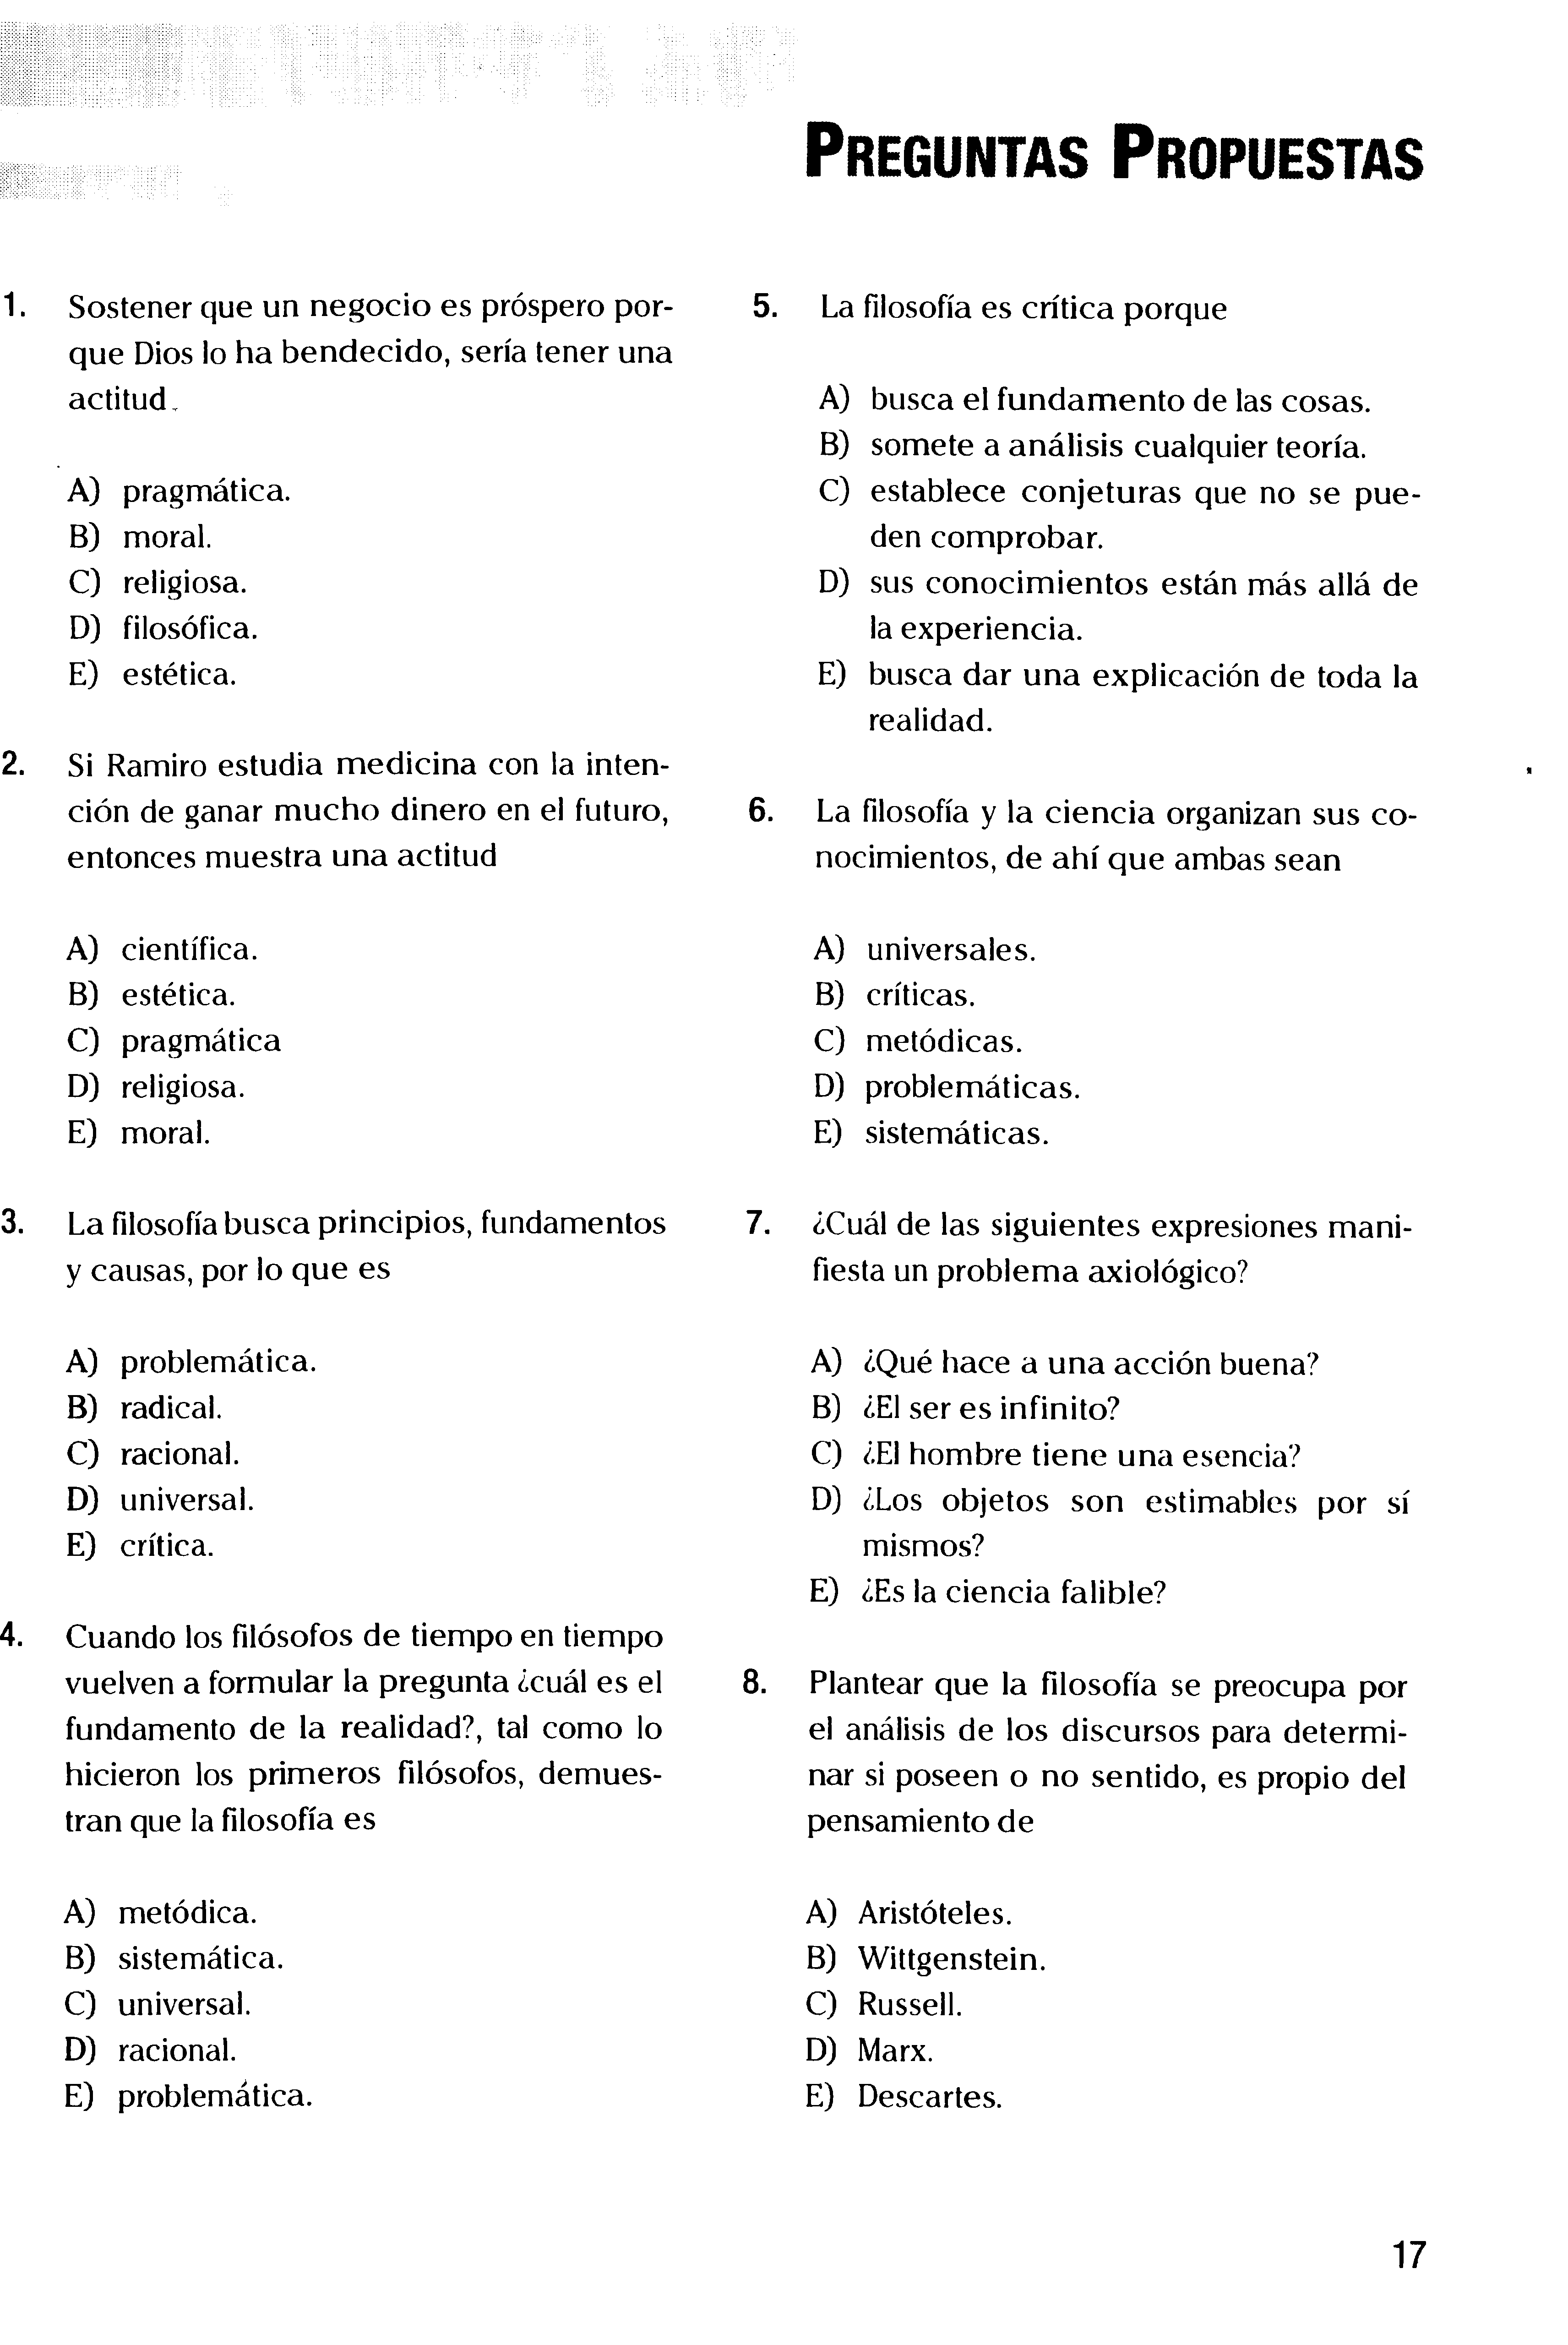 PREGUNTAS PROPUESTAS
1. Sostener que un negocio es próspero por-
que Dios lo ha bendecido, sería tener una
actitud
A) pragmática.
B) moral.
C) religiosa.
D) filosófica.
E) estética.
2. Si Ramiro estudia medicina con la inten-
ción de ganar mucho dinero en el futuro,
entonces muestra una actitud
A) científica.
B) estética.
C) pragmática
D) religiosa.
E) moral.
3. La filosofía busca principios, fundamentos
y causas, por lo que es
A) problemática.
B) radical.
C) racional.
D) universal.
E) crítica.
4. Cuando los filósofos de tiempo en tiempo
vuelven a formular la pregunta ¿cuál es el
fundamento de la realidad?, tal como lo
hicieron los primeros filósofos, demues-
tran que la filosofía es
A) metódica.
B) sistemática.
C) universal.
D) racional.
E) problemática.
5. La filosofía es crítica porque
A) busca el fundamento de las cosas.
B) somete a análisis cualquier teoría.
C) establece conjeturas que no se pue-
den comprobar.
D) sus conocimientos están más allá de
la experiencia.
E) busca dar una explicación de toda la
realidad.
6. La filosofía y la ciencia organizan sus co-
nocimientos, de ahí que ambas sean
A) universales.
B) críticas.
C) metódicas.
D) problemáticas.
E) sistemáticas.
7. ¿Cuál de las siguientes expresiones mani-
fiesta un problema axiológico?
A) ¿Qué hace a una acción buena?
B) ¿El ser es infinito?
C) ¿El hombre tiene una esencia?
D) ¿Los objetos son estimables por sí
mismos?
E) ¿Es la ciencia falible?
8. Plantear que la filosofía se preocupa por
el análisis de los discursos para determi-
nar si poseen o no sentido, es propio del
pensamiento de
A) Aristóteles.
B) Wittgenstein.
C) Russell.
D) Marx.
E) Descartes.
17